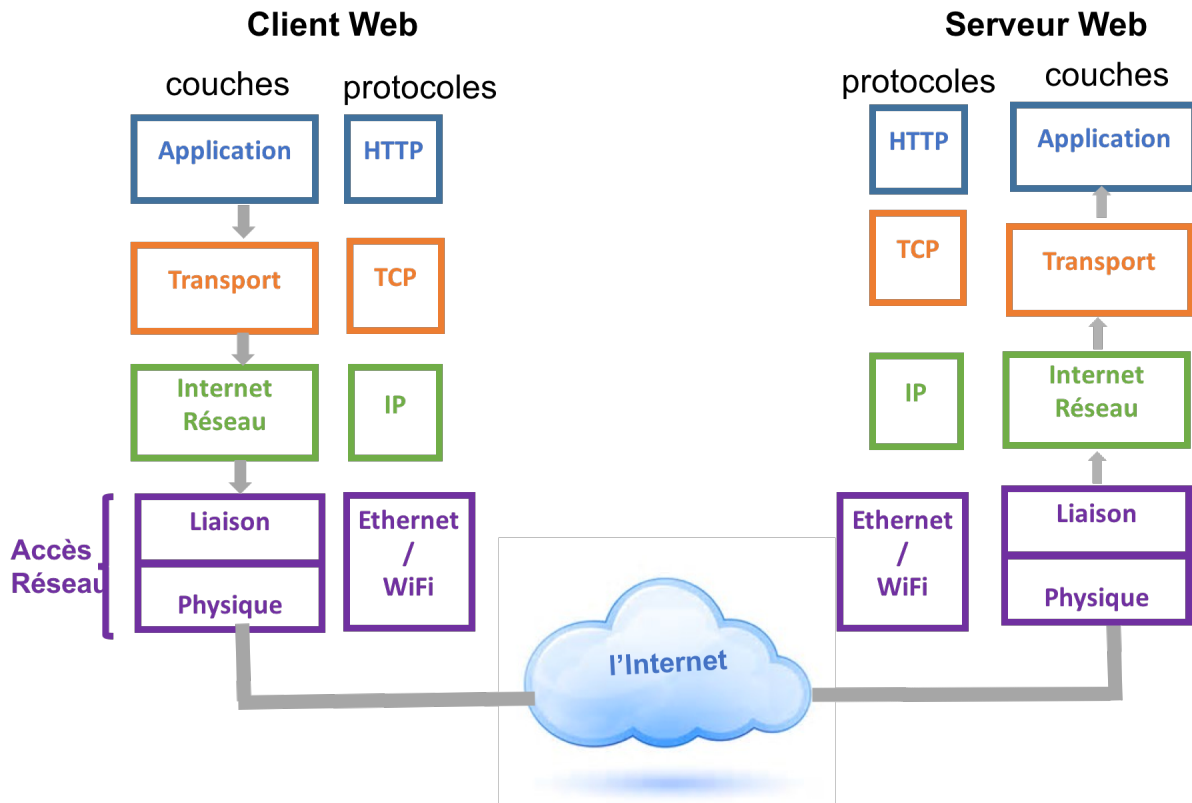 Client Web
couches
protocoles
Application
HTTP
Transport
TCP
Internet
Réseau
IP
Accès
Réseau
Liaison
Physique
Ethernet
/
WiFi
l'Internet
Serveur Web
protocoles
couches
HTTP
Application
TCP
Transport
IP
Internet
Réseau
Ethernet
/
WiFi
Liaison
Physique